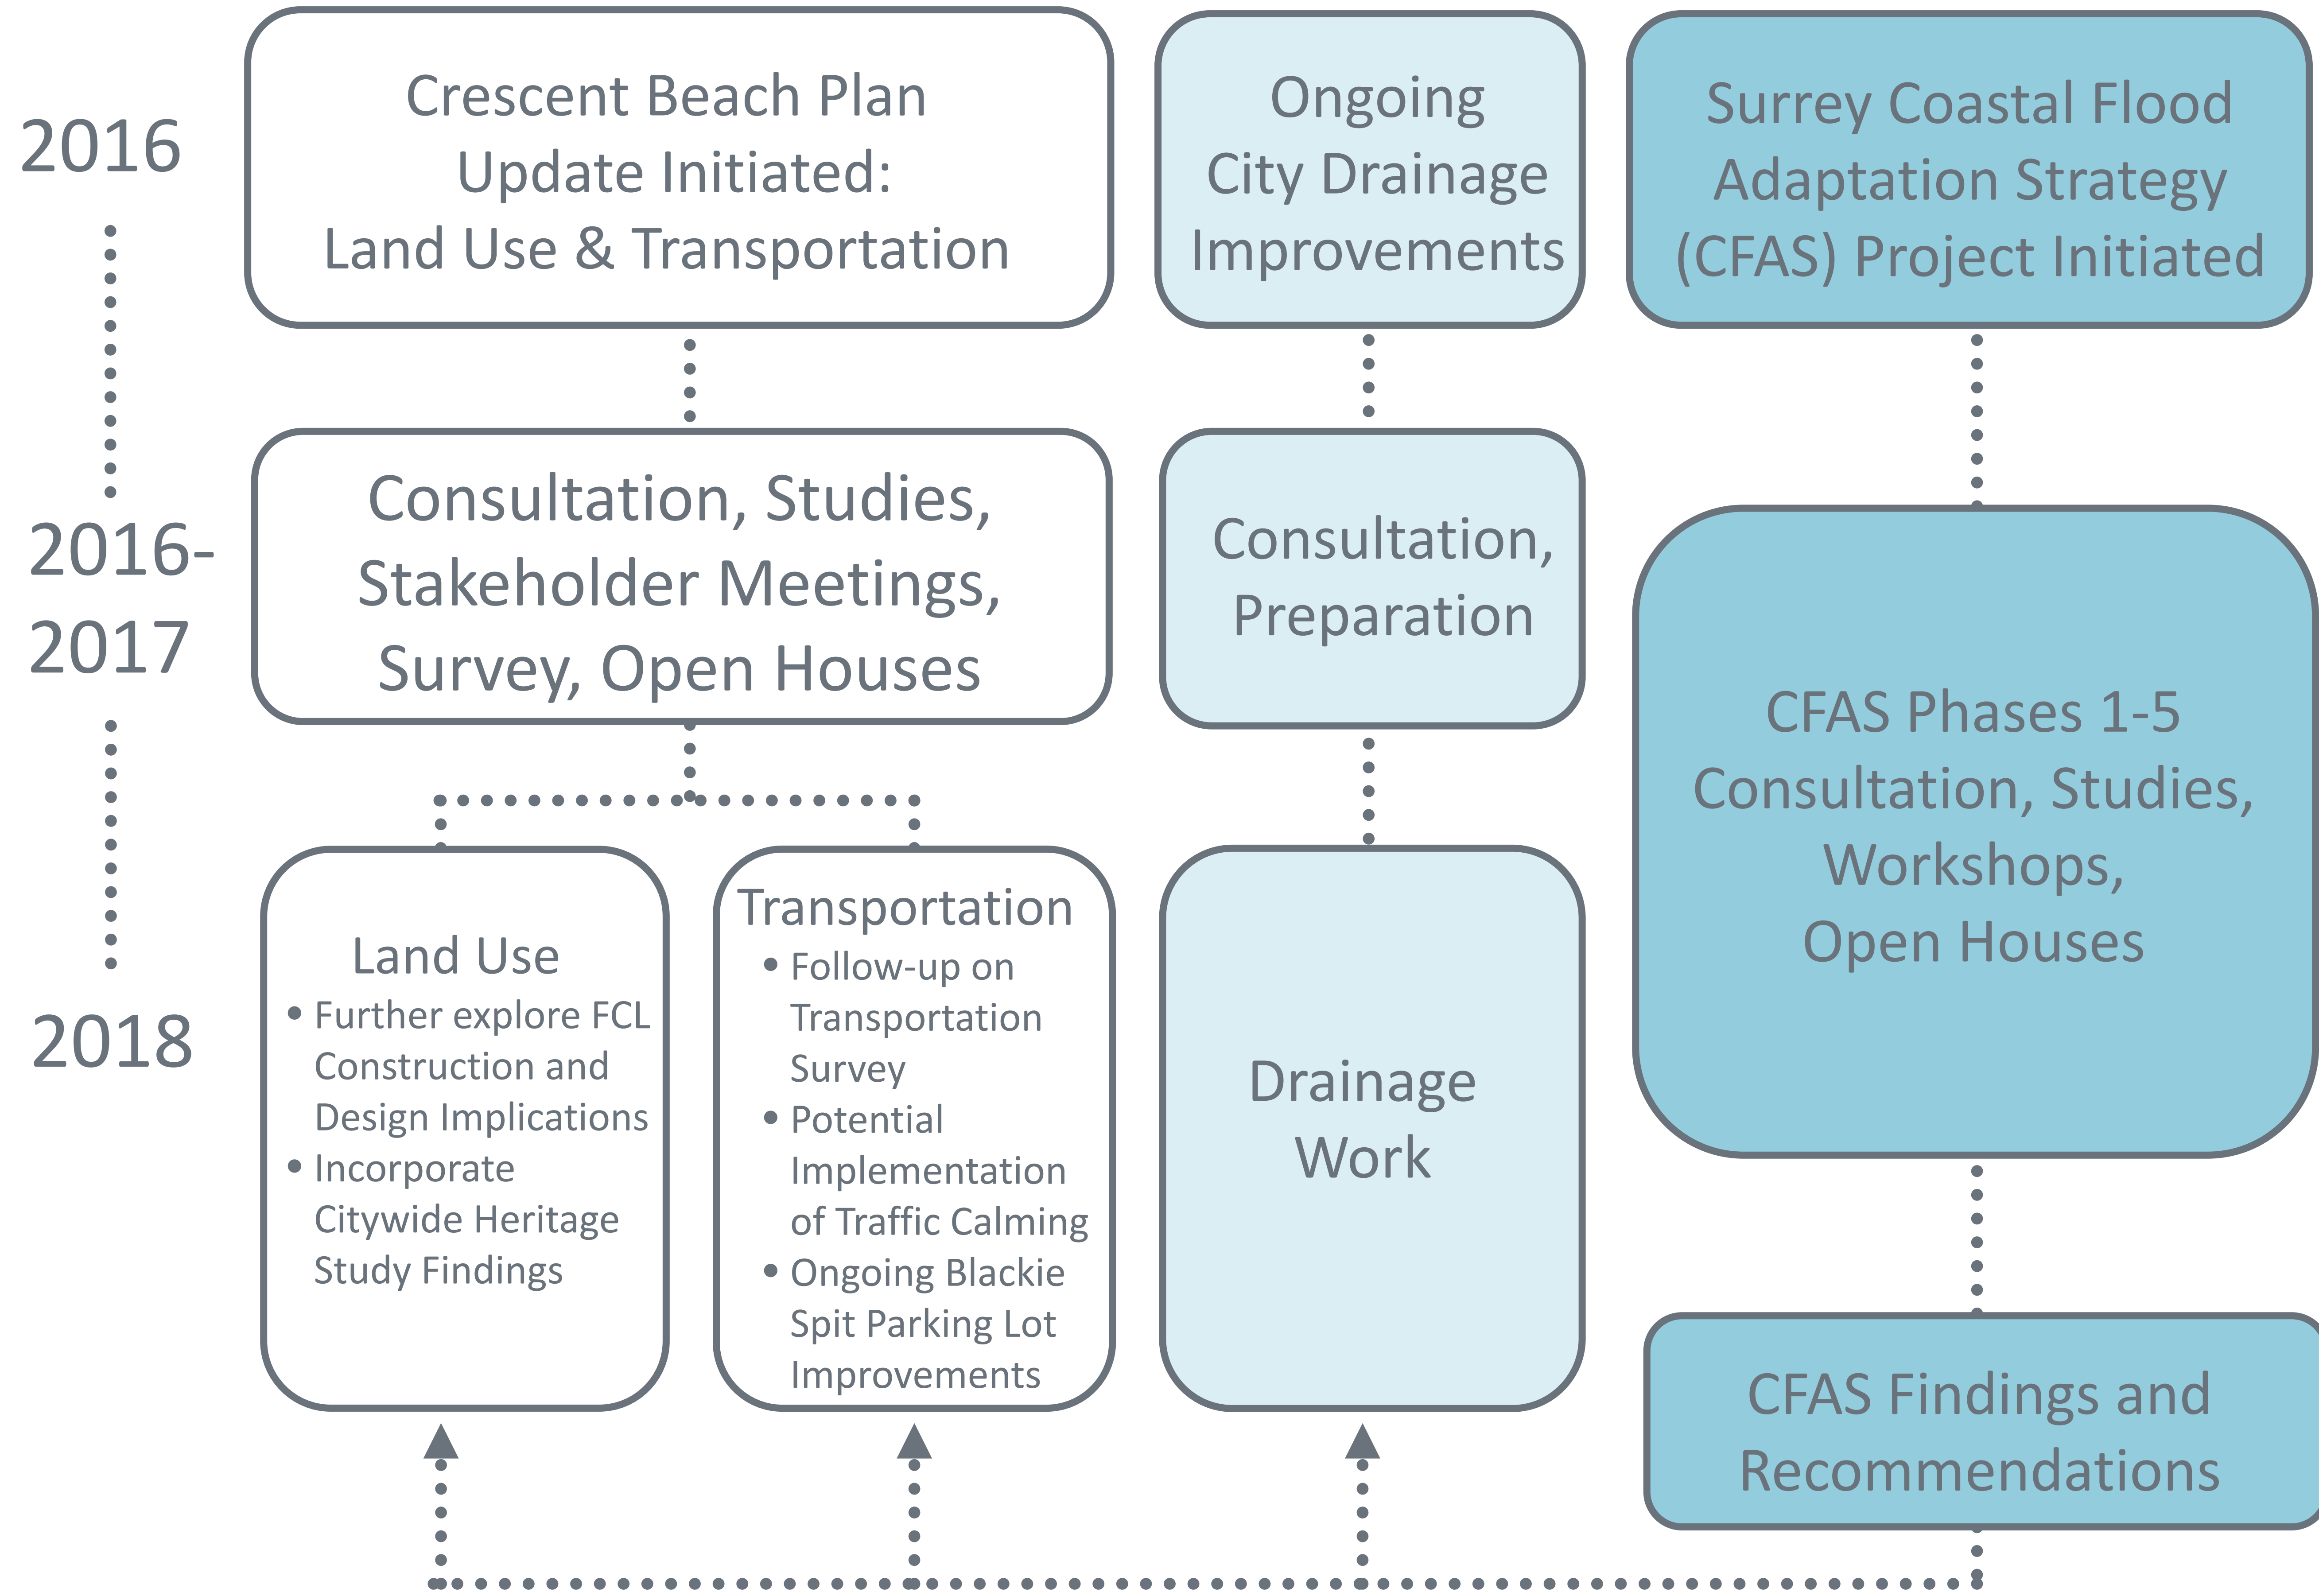 2016
Crescent Beach Plan
Update Initiated:
Land Use & Transportation
Ongoing
City Drainage
Improvements
Surrey Coastal Flood
Adaptation Strategy
(CFAS) Project Initiated
2016-
2017
Consultation, Studies,
Stakeholder Meetings,
Survey, Open Houses
Consultation,
Preparation
CFAS Phases 1-5
Consultation, Studies,
Workshops,
Open Houses
2018
Land Use
• Further explore FCL
Construction and
Design Implications
• Incorporate
Citywide Heritage
Study Findings
Transportation
• Follow-up on
Transportation
Survey
• Potential
Implementation
of Traffic Calming
• Ongoing Blackie
Spit Parking Lot
Improvements
Drainage
Work
CFAS Findings and
Recommendations